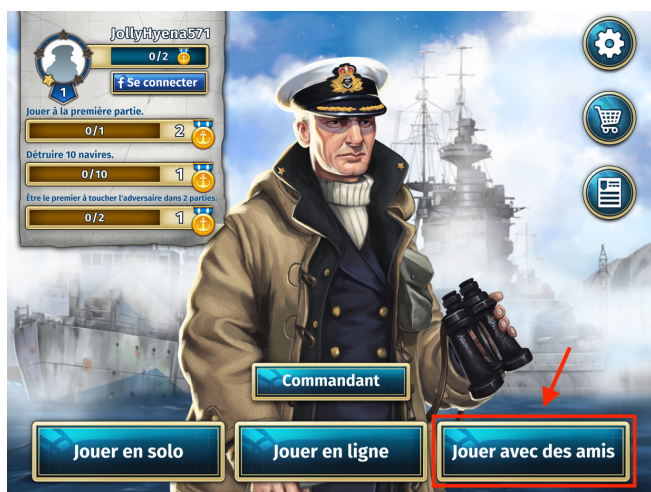 JollyHyena571
0/2
1
f Se connecter
Jouer à la première partie.
0/1 2
Détruire 10 navires.
0/10 1
Être le premier à toucher l'adversaire dans 2 parties.
0/2 1
Commandant
Jouer en solo
Jouer en ligne
Jouer avec des amis